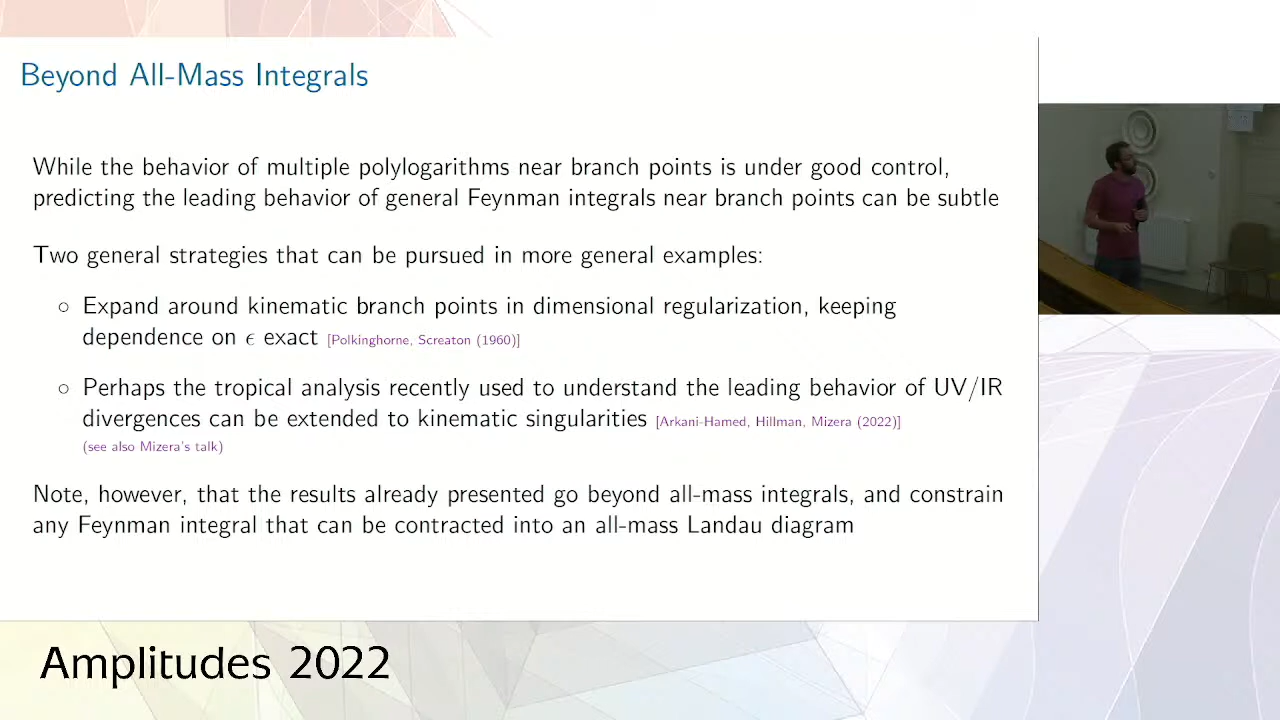 Beyond All-Mass Integrals
While the behavior of multiple polylogarithms near branch points is under good control,
predicting the leading behavior of general Feynman integrals near branch points can be subtle
Two general strategies that can be pursued in more general examples:
○ Expand around kinematic branch points in dimensional regularization, keeping
dependence on ϵ exact [Polkinghorne, Screaton (1960)]
○ Perhaps the tropical analysis recently used to understand the leading behavior of UV/IR
divergences can be extended to kinematic singularities [Arkani-Hamed, Hillman, Mizera (2022)]
(see also Mizera's talk)
Note, however, that the results already presented go beyond all-mass integrals, and constrain
any Feynman integral that can be contracted into an all-mass Landau diagram
Amplitudes 2022